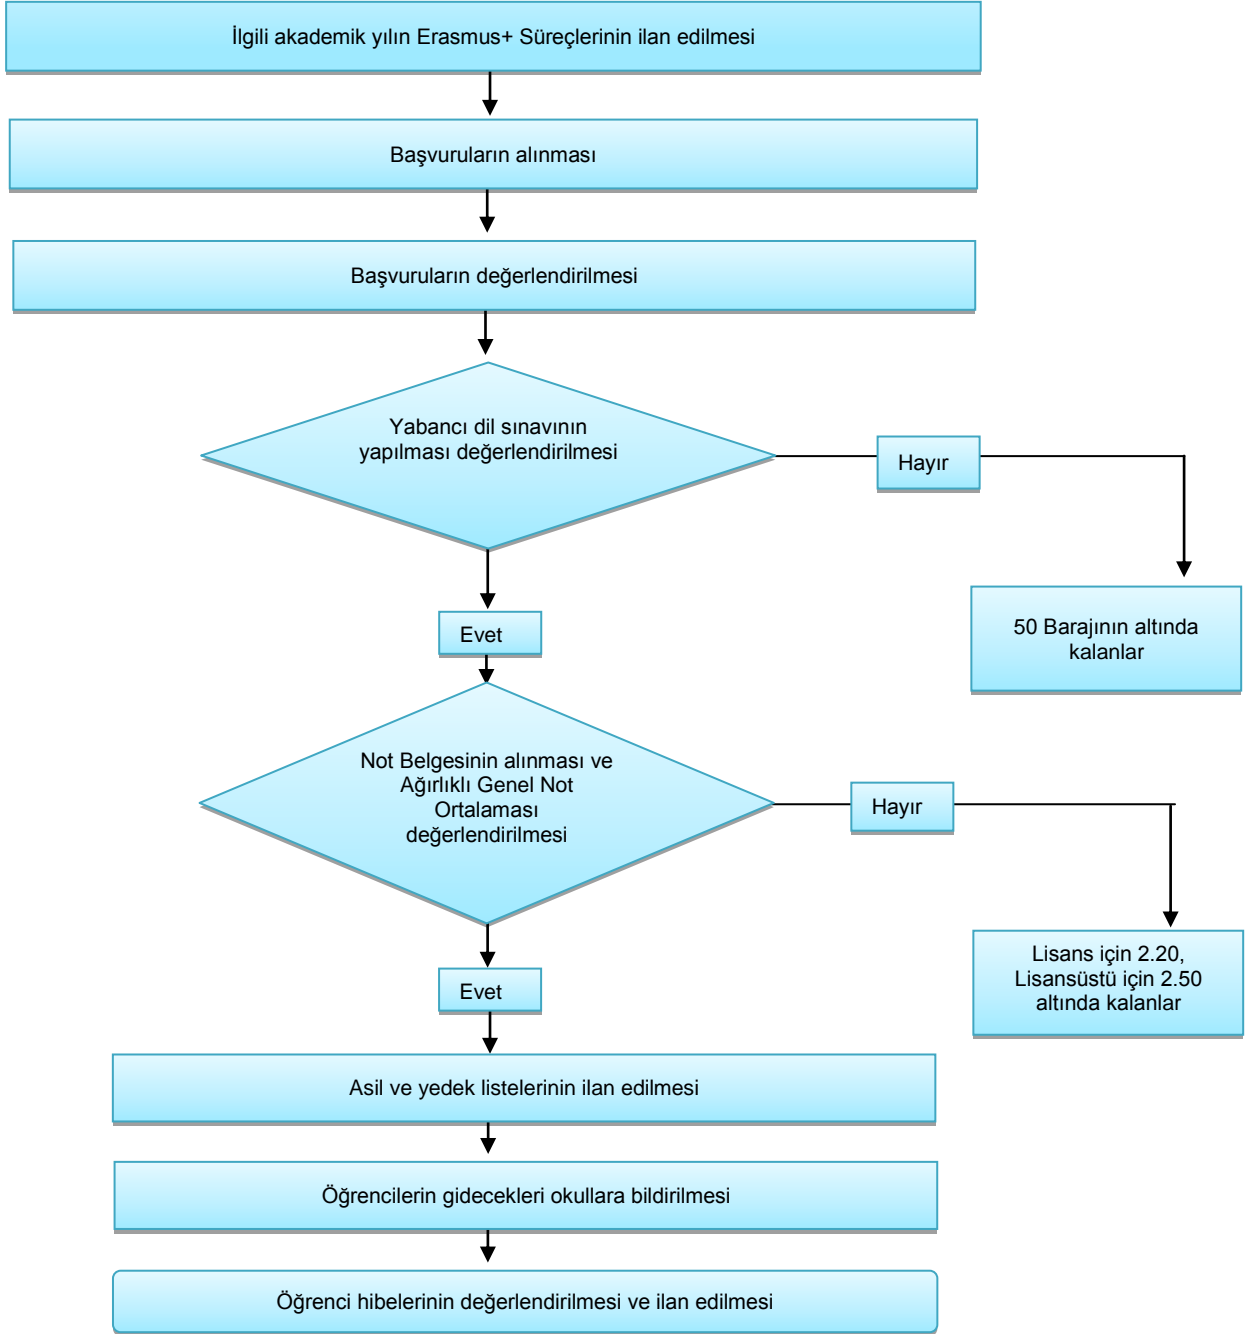 İlgili akademik yılın Erasmus+ Süreçlerinin ilan edilmesi
Başvuruların alınması
Başvuruların değerlendirilmesi
Yabancı dil sınavının
yapılması değerlendirilmesi
Hayır
50 Barajının altında
kalanlar
Evet
Not Belgesinin alınması ve
Ağırlıklı Genel Not
Ortalaması
değerlendirilmesi
Hayır
Lisans için 2.20,
Lisansüstü için 2.50
altında kalanlar
Evet
Asil ve yedek listelerinin ilan edilmesi
Öğrencilerin gidecekleri okullara bildirilmesi
Öğrenci hibelerinin değerlendirilmesi ve ilan edilmesi